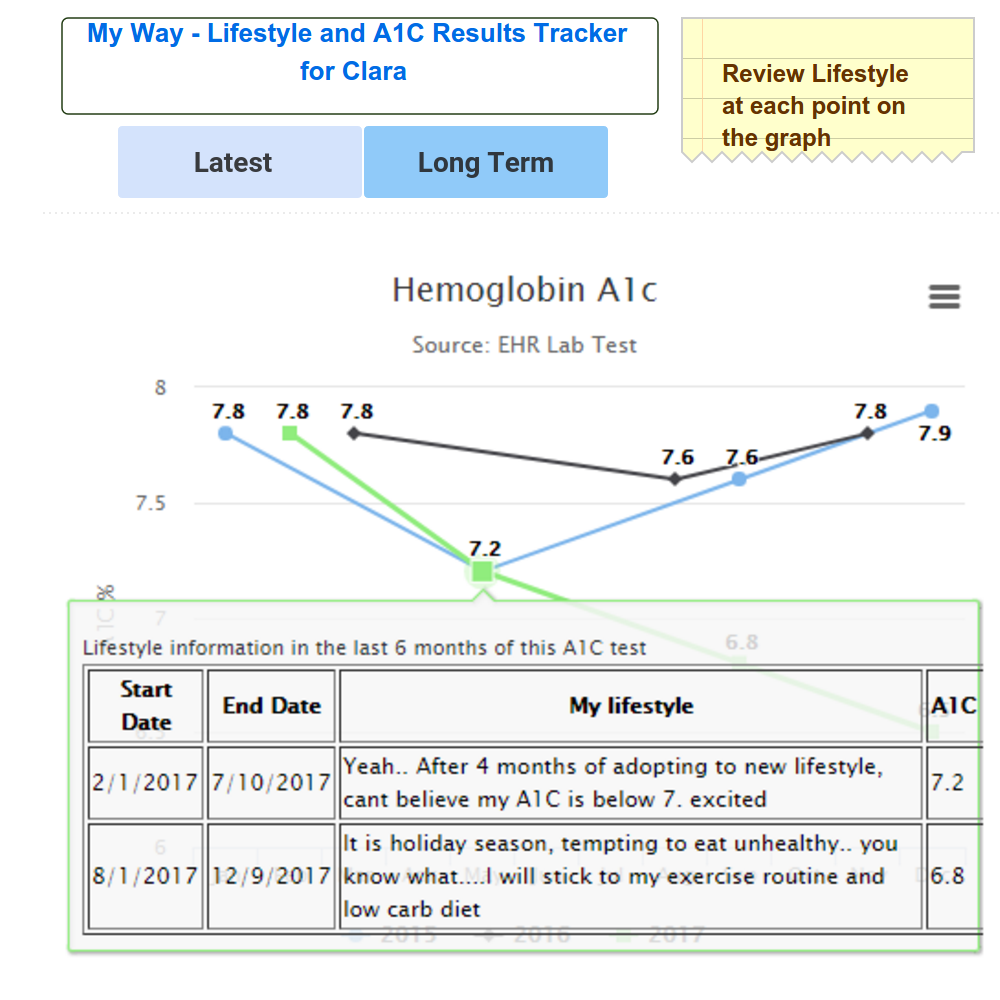 My Way - Lifestyle and A1C Results Tracker
for Clara
Review Lifestyle
at each point on
the graph
Latest
Long Term
Hemoglobin A1c
Source: EHR Lab Test
8
7.8
7.8
7.8
7.8
7.9
7.6
7.6
7.5
7.2
A1C %
7
6.8
Lifestyle information in the last 6 months of this A1C test
Start
Date
End Date
My lifestyle
A1C
6.5
2/1/2017
7/10/2017
Yeah.. After 4 months of adopting to new lifestyle,
cant believe my A1C is below 7. excited
7.2
6
8/1/2017
12/9/2017
It is holiday season, tempting to eat unhealthy.. you
know what....I will stick to my exercise routine and
low carb diet
6.8
2015
2016
2017